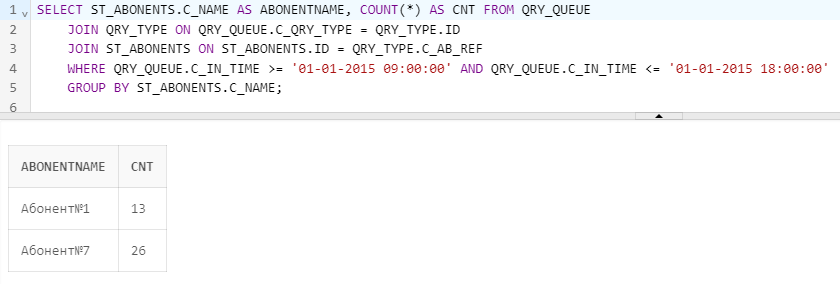 1 SELECT ST_ABONENTS.C_NAME AS ABONENTNAME, COUNT(*) AS CNT FROM QRY_QUEUE
2 JOIN QRY_TYPE ON QRY_QUEUE.C_QRY_TYPE = QRY_TYPE.ID
3 JOIN ST_ABONENTS ON ST_ABONENTS.ID = QRY_TYPE.C_AB_REF
4 WHERE QRY_QUEUE.C_IN_TIME >= '01-01-2015 09:00:00' AND QRY_QUEUE.C_IN_TIME <= '01-01-2015 18:00:00'
5 GROUP BY ST_ABONENTS.C_NAME;
6
ABONENTNAME CNT
Абонент№1 13
Абонент№7 26